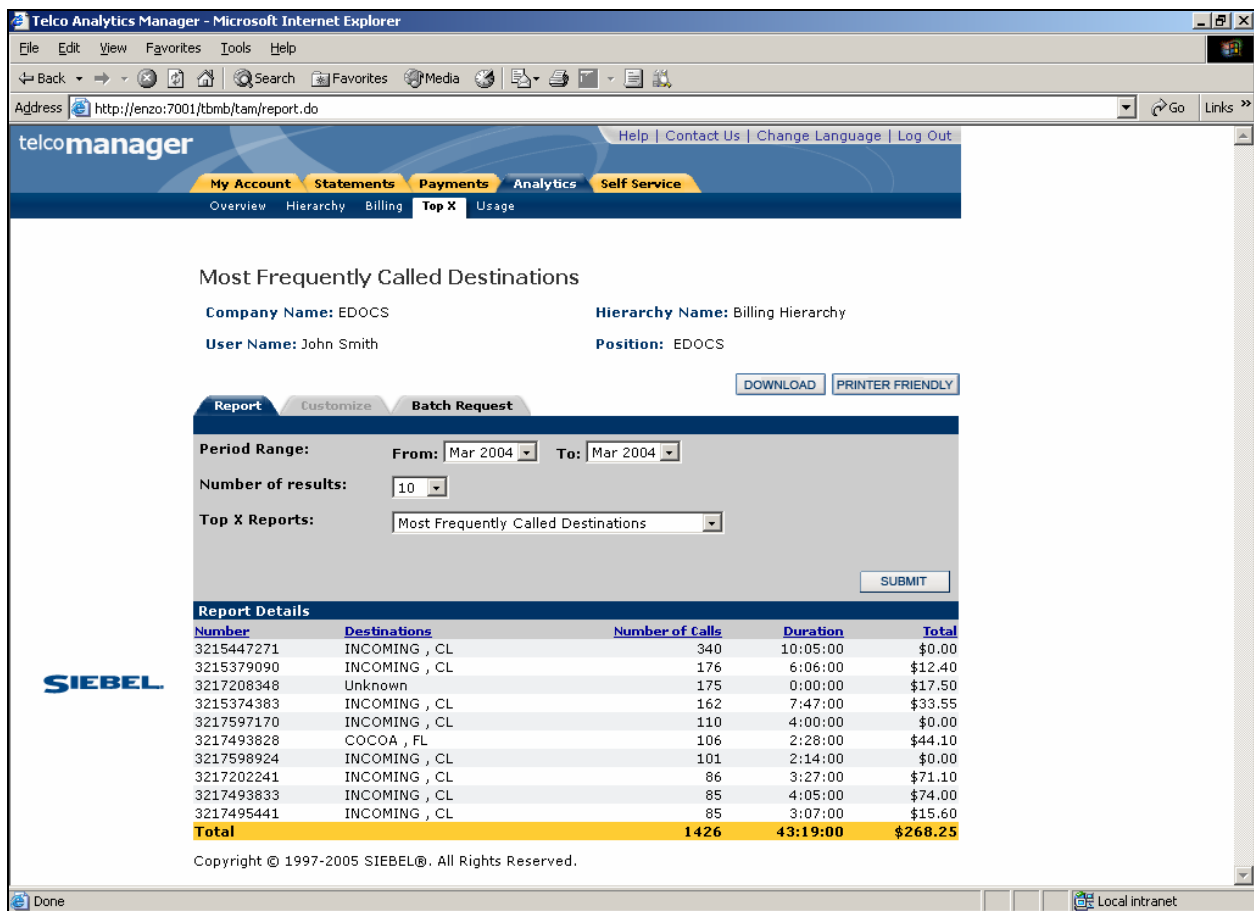 Telco Analytics Manager - Microsoft Internet Explorer
File Edit View Favorites Tools Help
Back Search Favorites Media
Address http://enzo:7001/tbmb/tam/report.do Go Links »
telcomanager
Help | Contact Us | Change Language | Log Out
My Account Statements Payments Analytics Self Service
Overview Hierarchy Billing Top X Usage
Most Frequently Called Destinations
Company Name: EDOCS Hierarchy Name: Billing Hierarchy
User Name: John Smith Position: EDOCS
DOWNLOAD PRINTER FRIENDLY
Report Customize Batch Request
Period Range: From: Mar 2004 To: Mar 2004
Number of results: 10
Top X Reports: Most Frequently Called Destinations
SUBMIT
Report Details
Number Destinations Number of Calls Duration Total
3215447271 INCOMING , CL 340 10:05:00 $0.00
3215379090 INCOMING , CL 176 6:06:00 $12.40
SIEBEL.
3217208348 Unknown 175 0:00:00 $17.50
3215374383 INCOMING , CL 162 7:47:00 $33.55
3217597170 INCOMING , CL 110 4:00:00 $0.00
3217493828 COCOA , FL 106 2:28:00 $44.10
3217598924 INCOMING , CL 101 2:14:00 $0.00
3217202241 INCOMING , CL 86 3:27:00 $71.10
3217493833 INCOMING , CL 85 4:05:00 $74.00
3217495441 INCOMING , CL 85 3:07:00 $15.60
Total 1426 43:19:00 $268.25
Copyright © 1997-2005 SIEBEL®. All Rights Reserved.
Done Local intranet